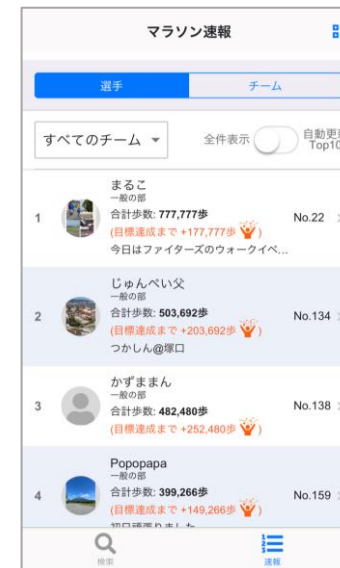 マラソン速報
選手
チーム
すべてのチーム
全件表示
自動更
Top10
まるこ
一般の部
1
合計歩数: 777,777歩
No.22
(目標達成まで +177,777歩 )
今日はファイターズのウォークイベ...
じゅんぺい父
一般の部
2
合計歩数: 503,692歩
No.134
(目標達成まで +203,692歩 )
つかしん@塚口
かずままん
一般の部
3
合計歩数: 482,480歩
No.138
(目標達成まで +252,480歩 )
Popopapa
一般の部
4
合計歩数: 399,266歩
No.159
(目標達成まで +149,266歩 )
初日頑張りました
検索
速報